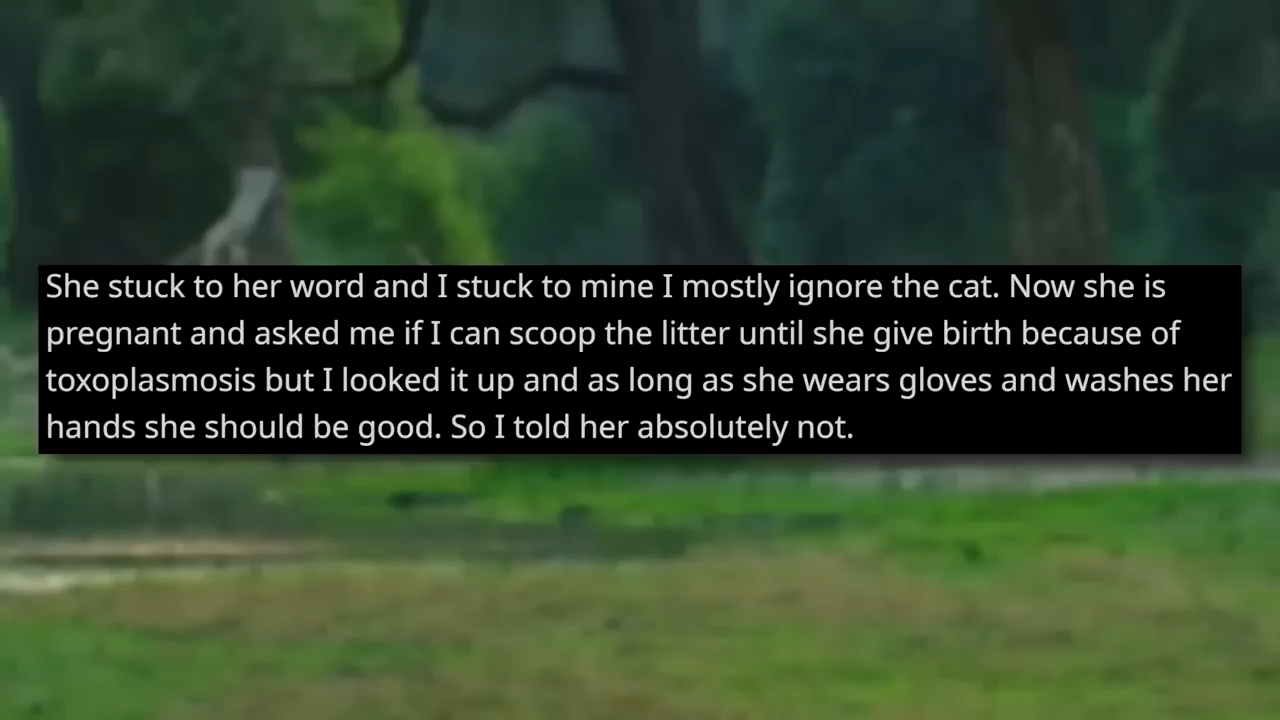 She stuck to her word and I stuck to mine I mostly ignore the cat. Now she is
pregnant and asked me if I can scoop the litter until she give birth because of
toxoplasmosis but I looked it up and as long as she wears gloves and washes her
hands she should be good. So I told her absolutely not.